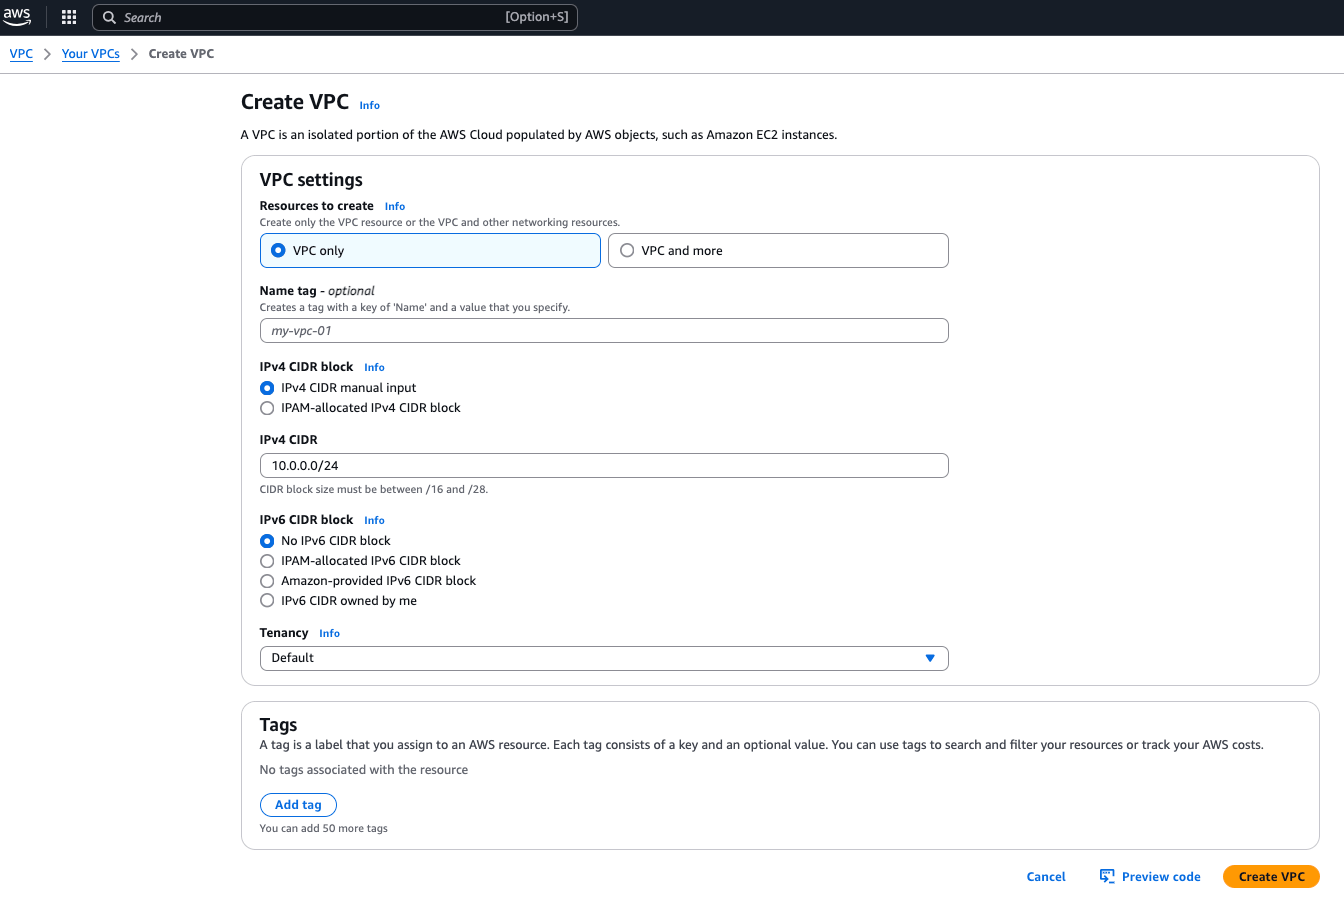 aws
Search [Option+S]
VPC > Your VPCs > Create VPC
Create VPC Info
A VPC is an isolated portion of the AWS Cloud populated by AWS objects, such as Amazon EC2 instances.
VPC settings
Resources to create Info
Create only the VPC resource or the VPC and other networking resources.
VPC only VPC and more
Name tag - optional
Creates a tag with a key of 'Name' and a value that you specify.
my-vpc-01
IPv4 CIDR block Info
IPv4 CIDR manual input
IPAM-allocated IPv4 CIDR block
IPv4 CIDR
10.0.0.0/24
CIDR block size must be between /16 and /28.
IPv6 CIDR block Info
No IPv6 CIDR block
IPAM-allocated IPv6 CIDR block
Amazon-provided IPv6 CIDR block
IPv6 CIDR owned by me
Tenancy Info
Default
Tags
A tag is a label that you assign to an AWS resource. Each tag consists of a key and an optional value. You can use tags to search and filter your resources or track your AWS costs.
No tags associated with the resource
Add tag
You can add 50 more tags
Cancel Preview code Create VPC